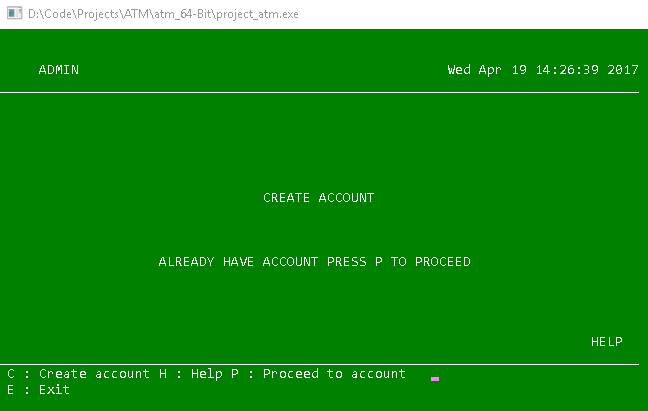 D:\Code\Projects\ATM\atm_64-Bit\project_atm.exe
ADMIN Wed Apr 19 14:26:39 2017
CREATE ACCOUNT
ALREADY HAVE ACCOUNT PRESS P TO PROCEED
HELP
C : Create account H : Help P : Proceed to account
E : Exit